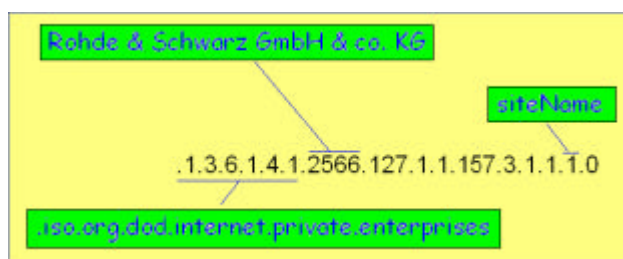 Rohde & Schwarz GmbH & co. KG
siteName
.1.3.6.1.4.1.2566.127.1.1.157.3.1.1.1.0
.iso.org.dod.internet.private.enterprises